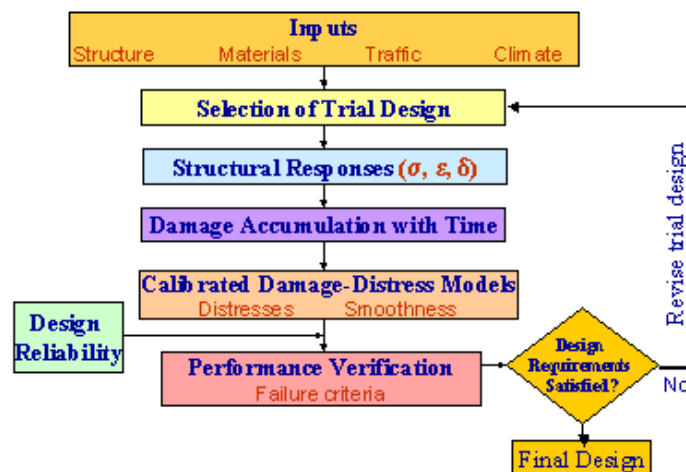 Inputs
Structure Materials Traffic Climate
Selection of Trial Design
Structural Responses (σ, ε, δ)
Damage Accumulation with Time
Calibrated Damage-Distress Models
Distresses Smoothness
Design
Reliability
Performance Verification
Failure criteria
Design
Requirements
Satisfied?
Revise trial design
No
Final Design